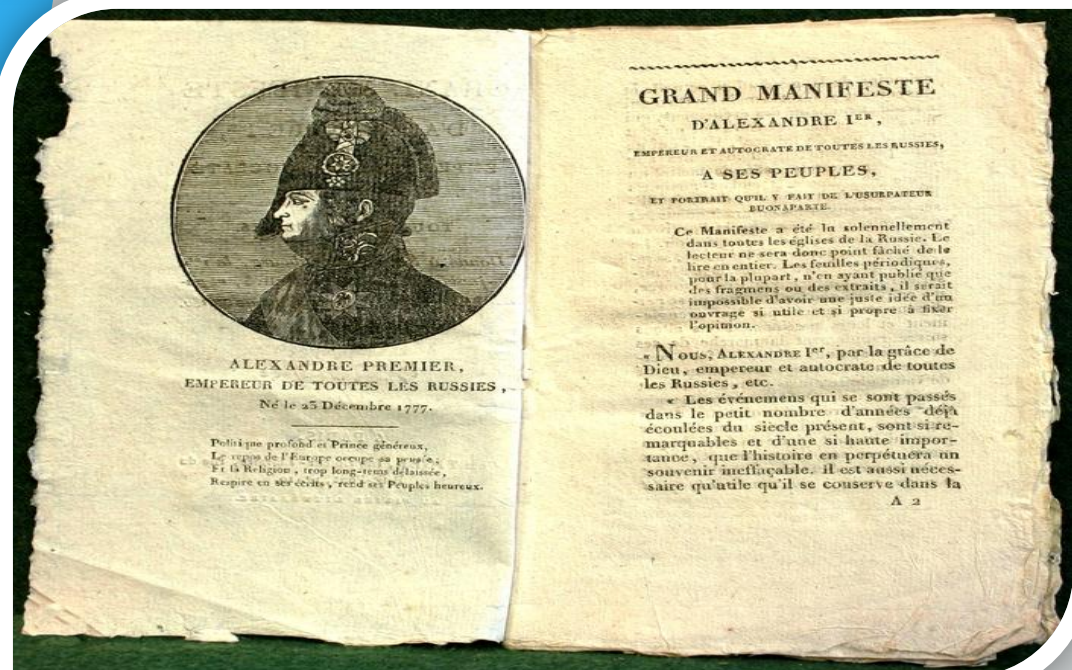 ALEXANDRE PREMIER,
EMPEREUR DE TOUTES LES RUSSIES,
Né le 23 Décembre 1777.
Politique profond et Prince généreux,
Le repos de l'Europe occupe sa pensée;
Et la Religion, trop long-tems délaissée,
Respire en ses écrits, rend ses Peuples heureux.
GRAND MANIFESTE
D'ALEXANDRE IER,
EMPEREUR ET AUTOCRATE DE TOUTES LES RUSSIES,
A SES PEUPLES,
ET PORTRAIT QU'IL Y FAIT DE L'USURPATEUR
BUONAPARTE.
Ce Manifeste a été lu solennellement
dans toutes les églises de la Russie. Le
lecteur ne sera donc point fâché de le
lire en entier. Les feuilles périodiques,
pour la plupart, n'en ayant publié que
des fragmens ou des extraits, il serait
impossible d'avoir une juste idée d'un
ouvrage si utile et si propre à fixer
l'opinion.
« Nous, ALEXANDRE Ier, par la grâce de
Dieu, empereur et autocrate de toutes
les Russies, etc.
« Les événemens qui se sont passés
dans le petit nombre d'années déjà
écoulées du siècle présent, sont si re-
marquables et d'une si haute impor-
tance, que l'histoire en perpétuera un
souvenir ineffaçable. Il est aussi néces-
saire qu'utile qu'il se conserve dans la
A 2